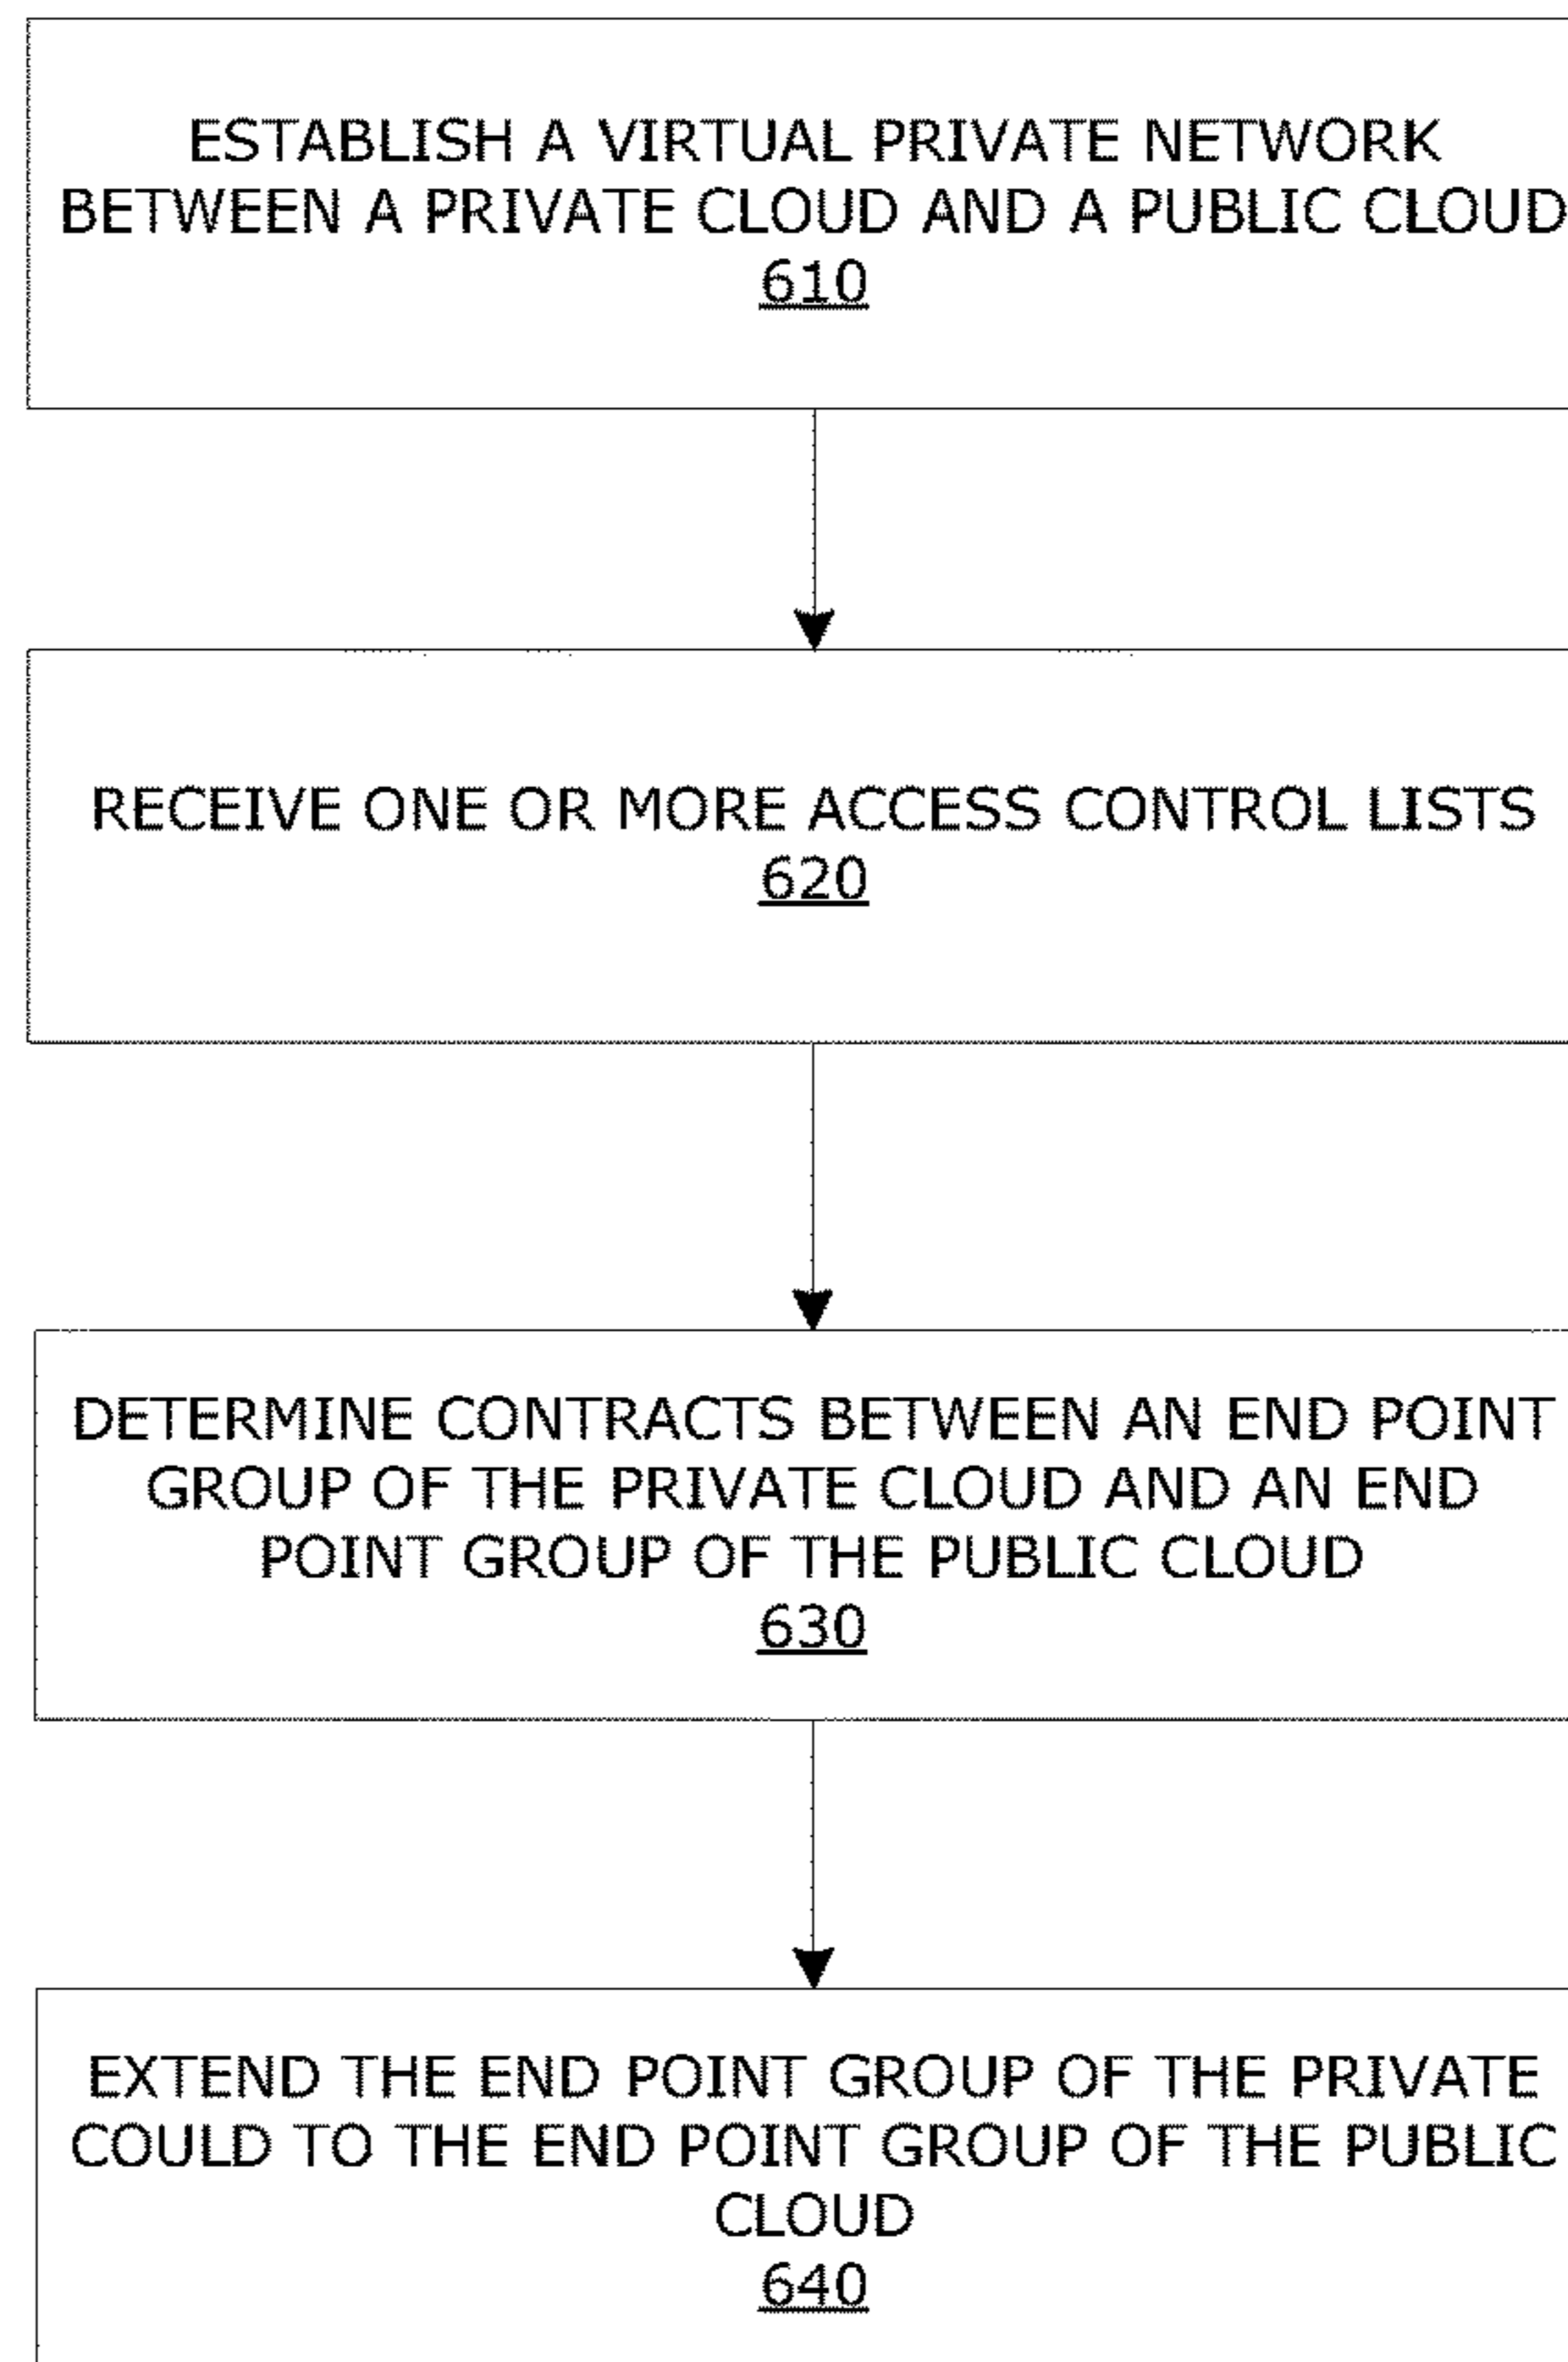 ESTABLISH A VIRTUAL PRIVATE NETWORK
BETWEEN A PRIVATE CLOUD AND A PUBLIC CLOUD
610
RECEIVE ONE OR MORE ACCESS CONTROL LISTS
620
DETERMINE CONTRACTS BETWEEN AN END POINT
GROUP OF THE PRIVATE CLOUD AND AN END
POINT GROUP OF THE PUBLIC CLOUD
630
EXTEND THE END POINT GROUP OF THE PRIVATE
COULD TO THE END POINT GROUP OF THE PUBLIC
CLOUD
640